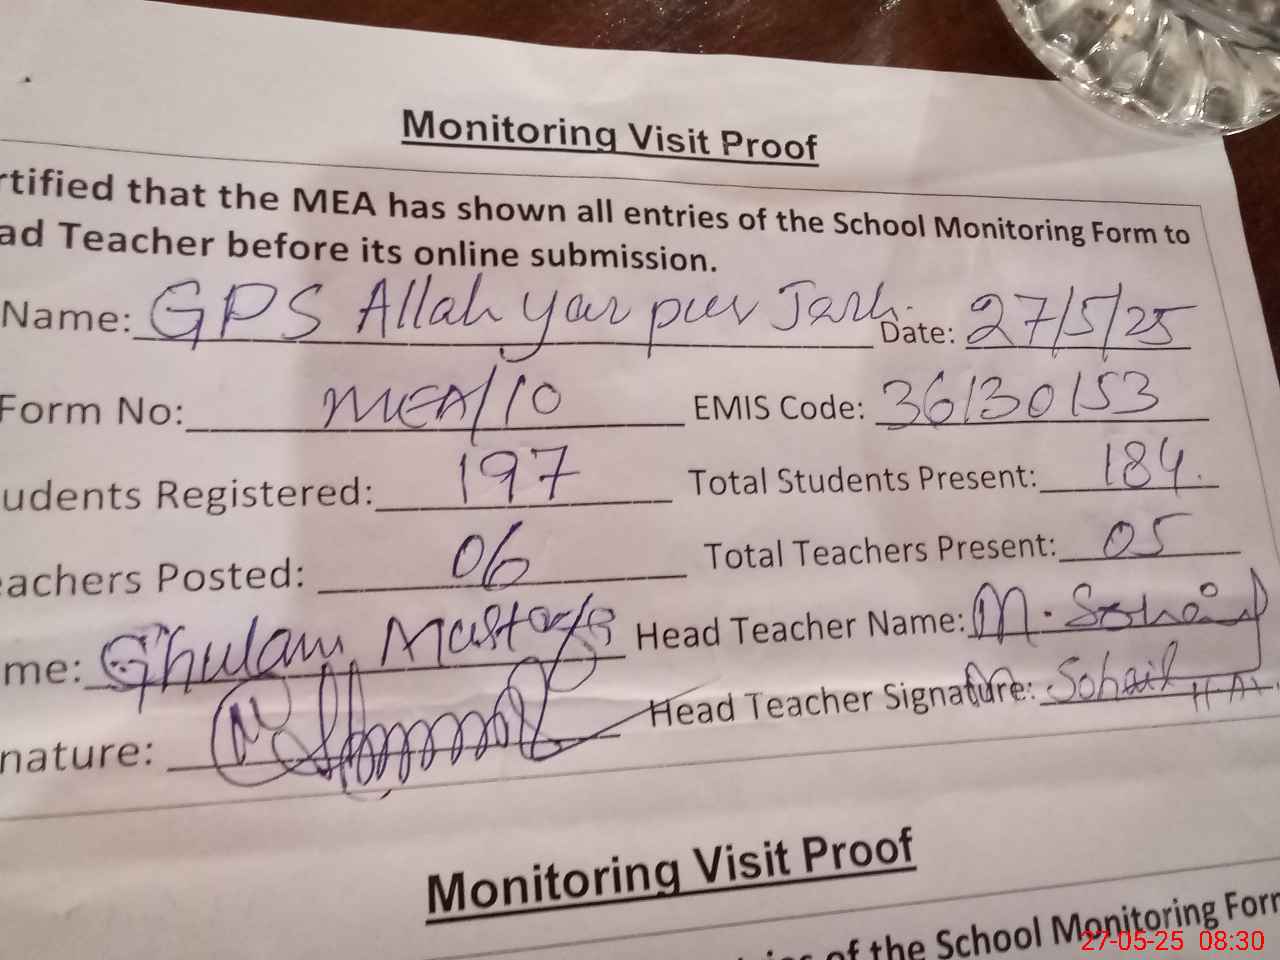 Monitoring Visit Proof
rtified that the MEA has shown all entries of the School Monitoring Form to
ad Teacher before its online submission.
Name: GPS Allah yar peer Date: 27/5/25
Form No: MEA/10 EMIS Code: 36130153
udents Registered: 197 Total Students Present: 184.
eachers Posted: 06 Total Teachers Present: 05
me: Ghulam Mustafa Head Teacher Name: M. Sohail
nature: Head Teacher Signature: Sohail
Monitoring Visit Proof
of the School Monitoring Form
27-05-25 08:30